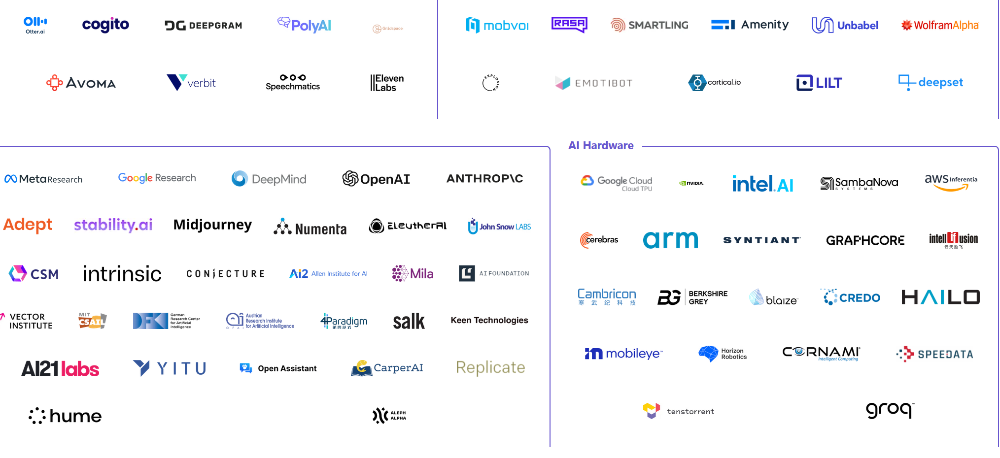 Otter.ai
cogito
DG DEEPGRAM
PolyAI
Gridspace
AVOMA
verbit
Speechmatics
IIEleven
Labs
mobvoi
RASA
SMARTLING
Amenity
Unbabel
WolframAlpha
EXPLOSION
EMOTIBOT
cortical.io
LILT
deepset
Meta Research
Google Research
DeepMind
OpenAI
ANTHROP\C
Adept
stability.ai
Midjourney
Numenta
ELEUTHERAI
JOHN SNOW LABS
CSM
intrinsic
CONJECTURE
Ai2 Allen Institute for AI
Mila
AI FOUNDATION
VECTOR
INSTITUTE
MIT
CSAIL
DFKI
German
Research Center
for Artificial
Intelligence
OFAI
Austrian
Research Institute
for Artificial Intelligence
4Paradigm
第四范式
salk
Keen Technologies
AI21labs
YITU
Open Assistant
CarperAI
Replicate
hume
ALEPH
ALPHA
AI Hardware
Google Cloud
Cloud TPU
NVIDIA.
intel.AI
SambaNova
SYSTEMS
aws Inferentia
cerebras
arm
SYNTIANT
GRAPHCORE
intellifusion
云天励飞
Cambricon
寒武纪科技
BG BERKSHIRE
GREY
blaize™
CREDO
HAILO
mobileye™
Horizon
Robotics
CORNAMI®
Intelligent Computing
SPEEDATA
tenstorrent
groq™